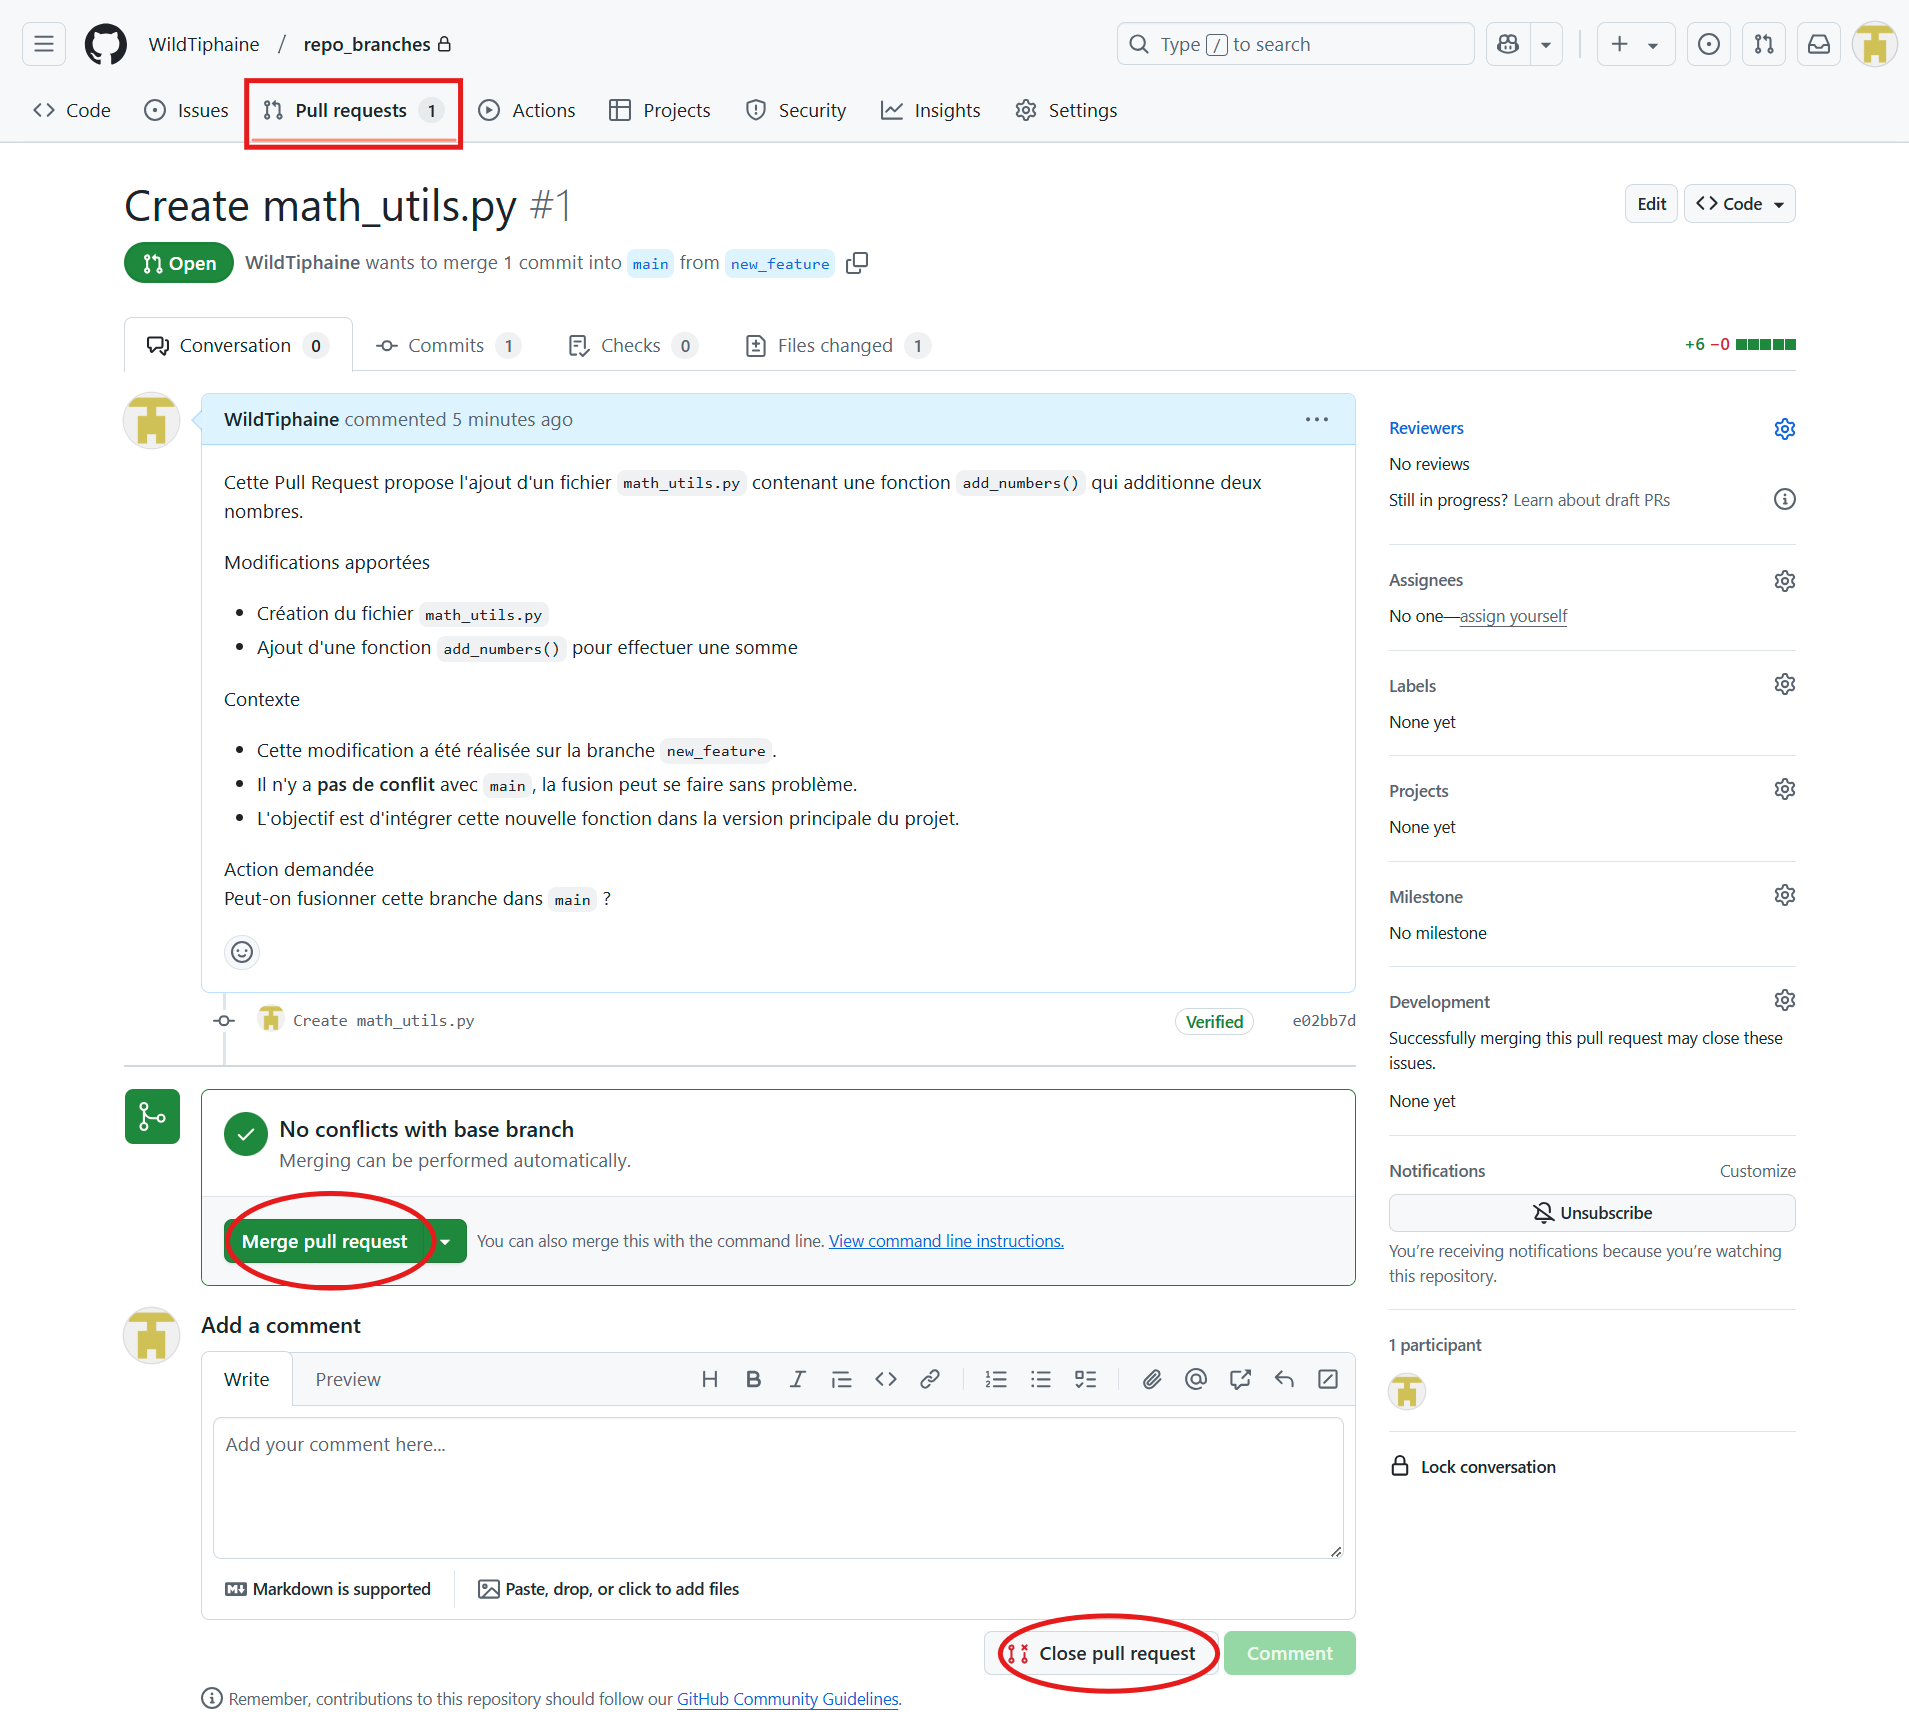 WildTiphaine / repo_branches
Type / to search
Code
Issues
Pull requests 1
Actions
Projects
Security
Insights
Settings
Create math_utils.py #1
Edit
Code
Open
WildTiphaine wants to merge 1 commit into main from new_feature
Conversation 0
Commits 1
Checks 0
Files changed 1
+6 −0
WildTiphaine commented 5 minutes ago
Cette Pull Request propose l'ajout d'un fichier math_utils.py contenant une fonction add_numbers() qui additionne deux
nombres.
Modifications apportées
Création du fichier math_utils.py
Ajout d'une fonction add_numbers() pour effectuer une somme
Contexte
Cette modification a été réalisée sur la branche new_feature.
Il n'y a pas de conflit avec main, la fusion peut se faire sans problème.
L'objectif est d'intégrer cette nouvelle fonction dans la version principale du projet.
Action demandée
Peut-on fusionner cette branche dans main ?
Create math_utils.py
Verified
e02bb7d
No conflicts with base branch
Merging can be performed automatically.
Merge pull request
You can also merge this with the command line. View command line instructions.
Add a comment
Write
Preview
Add your comment here...
Markdown is supported
Paste, drop, or click to add files
Close pull request
Comment
Remember, contributions to this repository should follow our GitHub Community Guidelines.
Reviewers
No reviews
Still in progress? Learn about draft PRs
Assignees
No one—assign yourself
Labels
None yet
Projects
None yet
Milestone
No milestone
Development
Successfully merging this pull request may close these
issues.
None yet
Notifications
Customize
Unsubscribe
You're receiving notifications because you're watching
this repository.
1 participant
Lock conversation